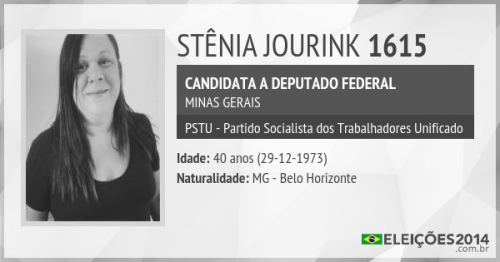 STÊNIA JOURINK 1615
CANDIDATA A DEPUTADO FEDERAL
MINAS GERAIS
PSTU - Partido Socialista dos Trabalhadores Unificado
Idade: 40 anos (29-12-1973)
Naturalidade: MG - Belo Horizonte
ELEIÇÕES2014
.com.br